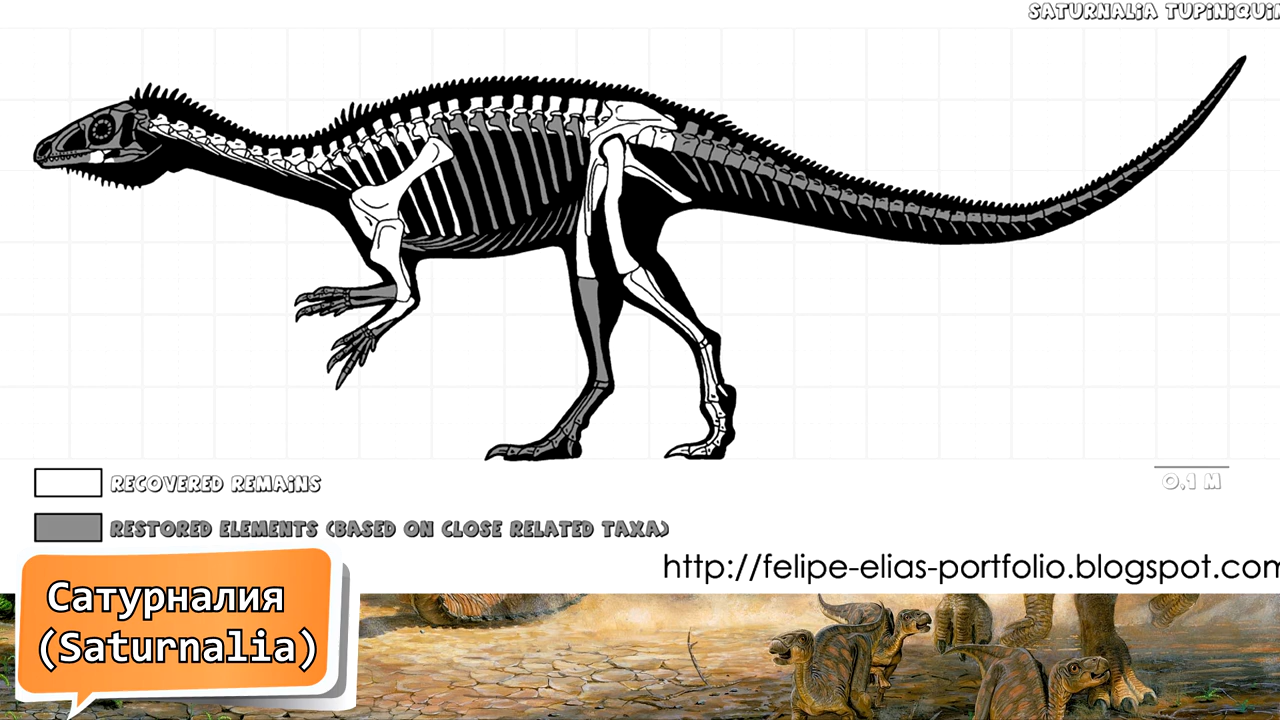 SATURNALIA TUPINIQUIM
RECOVERED REMAINS
0,1 M
RESTORED ELEMENTS (BASED ON CLOSE RELATED TAXA)
http://felipe-elias-portfolio.blogspot.com
Сатурналия
(Saturnalia)